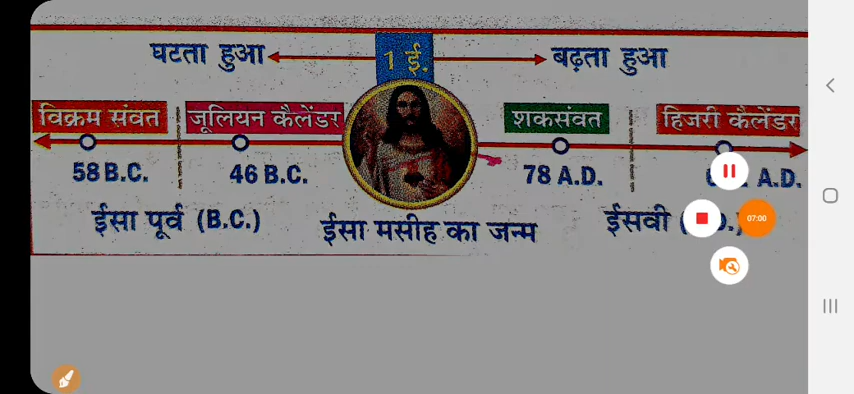 घटता हुआ 1 ई. बढ़ता हुआ
विक्रम संवत जूलियन कैलेंडर शकसंवत हिजरी कैलेंडर
58 B.C. 46 B.C. 78 A.D. A.D.
ईसा पूर्व (B.C.) ईसा मसीह का जन्म ईसवी
07:00